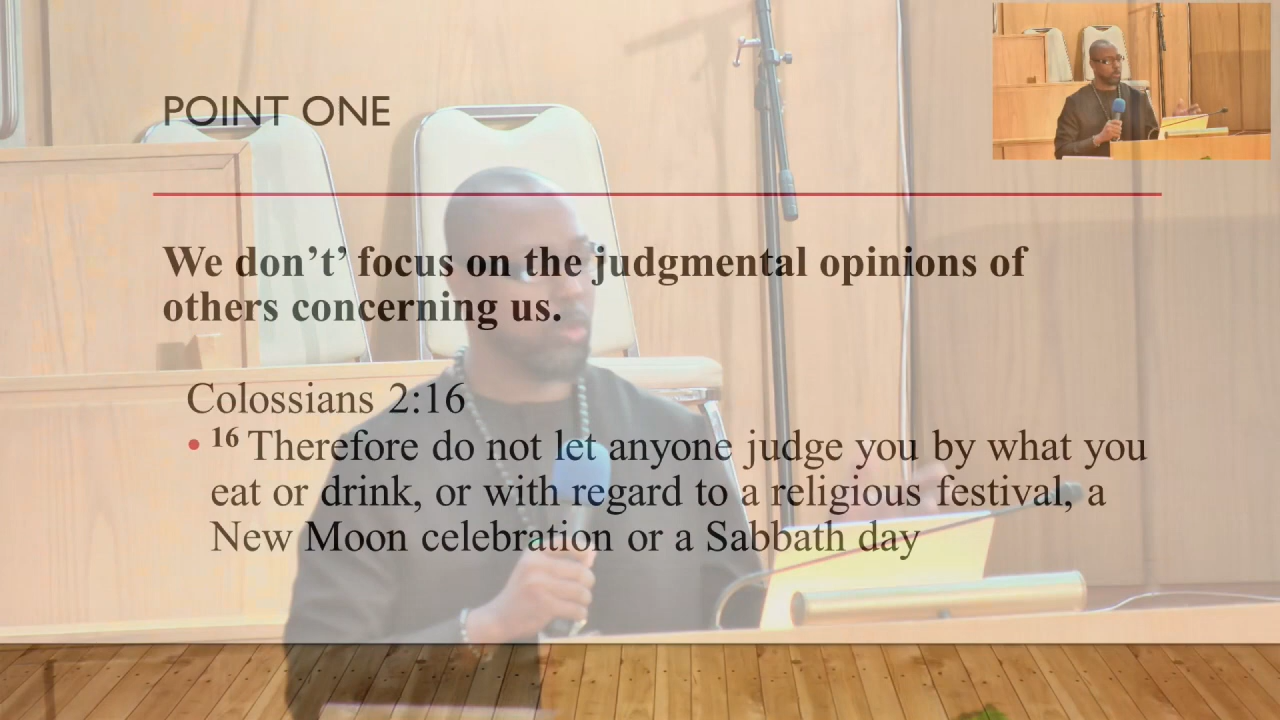 POINT ONE
We don’t’ focus on the judgmental opinions of
others concerning us.
Colossians 2:16
• 16 Therefore do not let anyone judge you by what you
eat or drink, or with regard to a religious festival, a
New Moon celebration or a Sabbath day